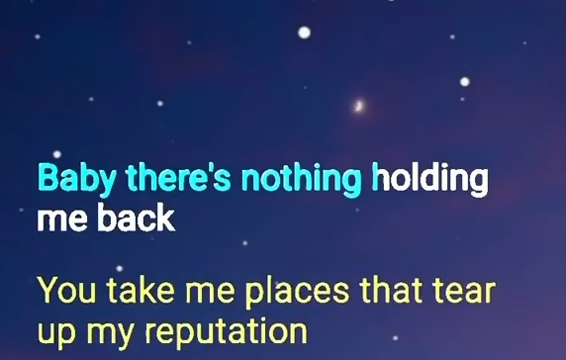 Baby there's nothing holding
me back
You take me places that tear
up my reputation